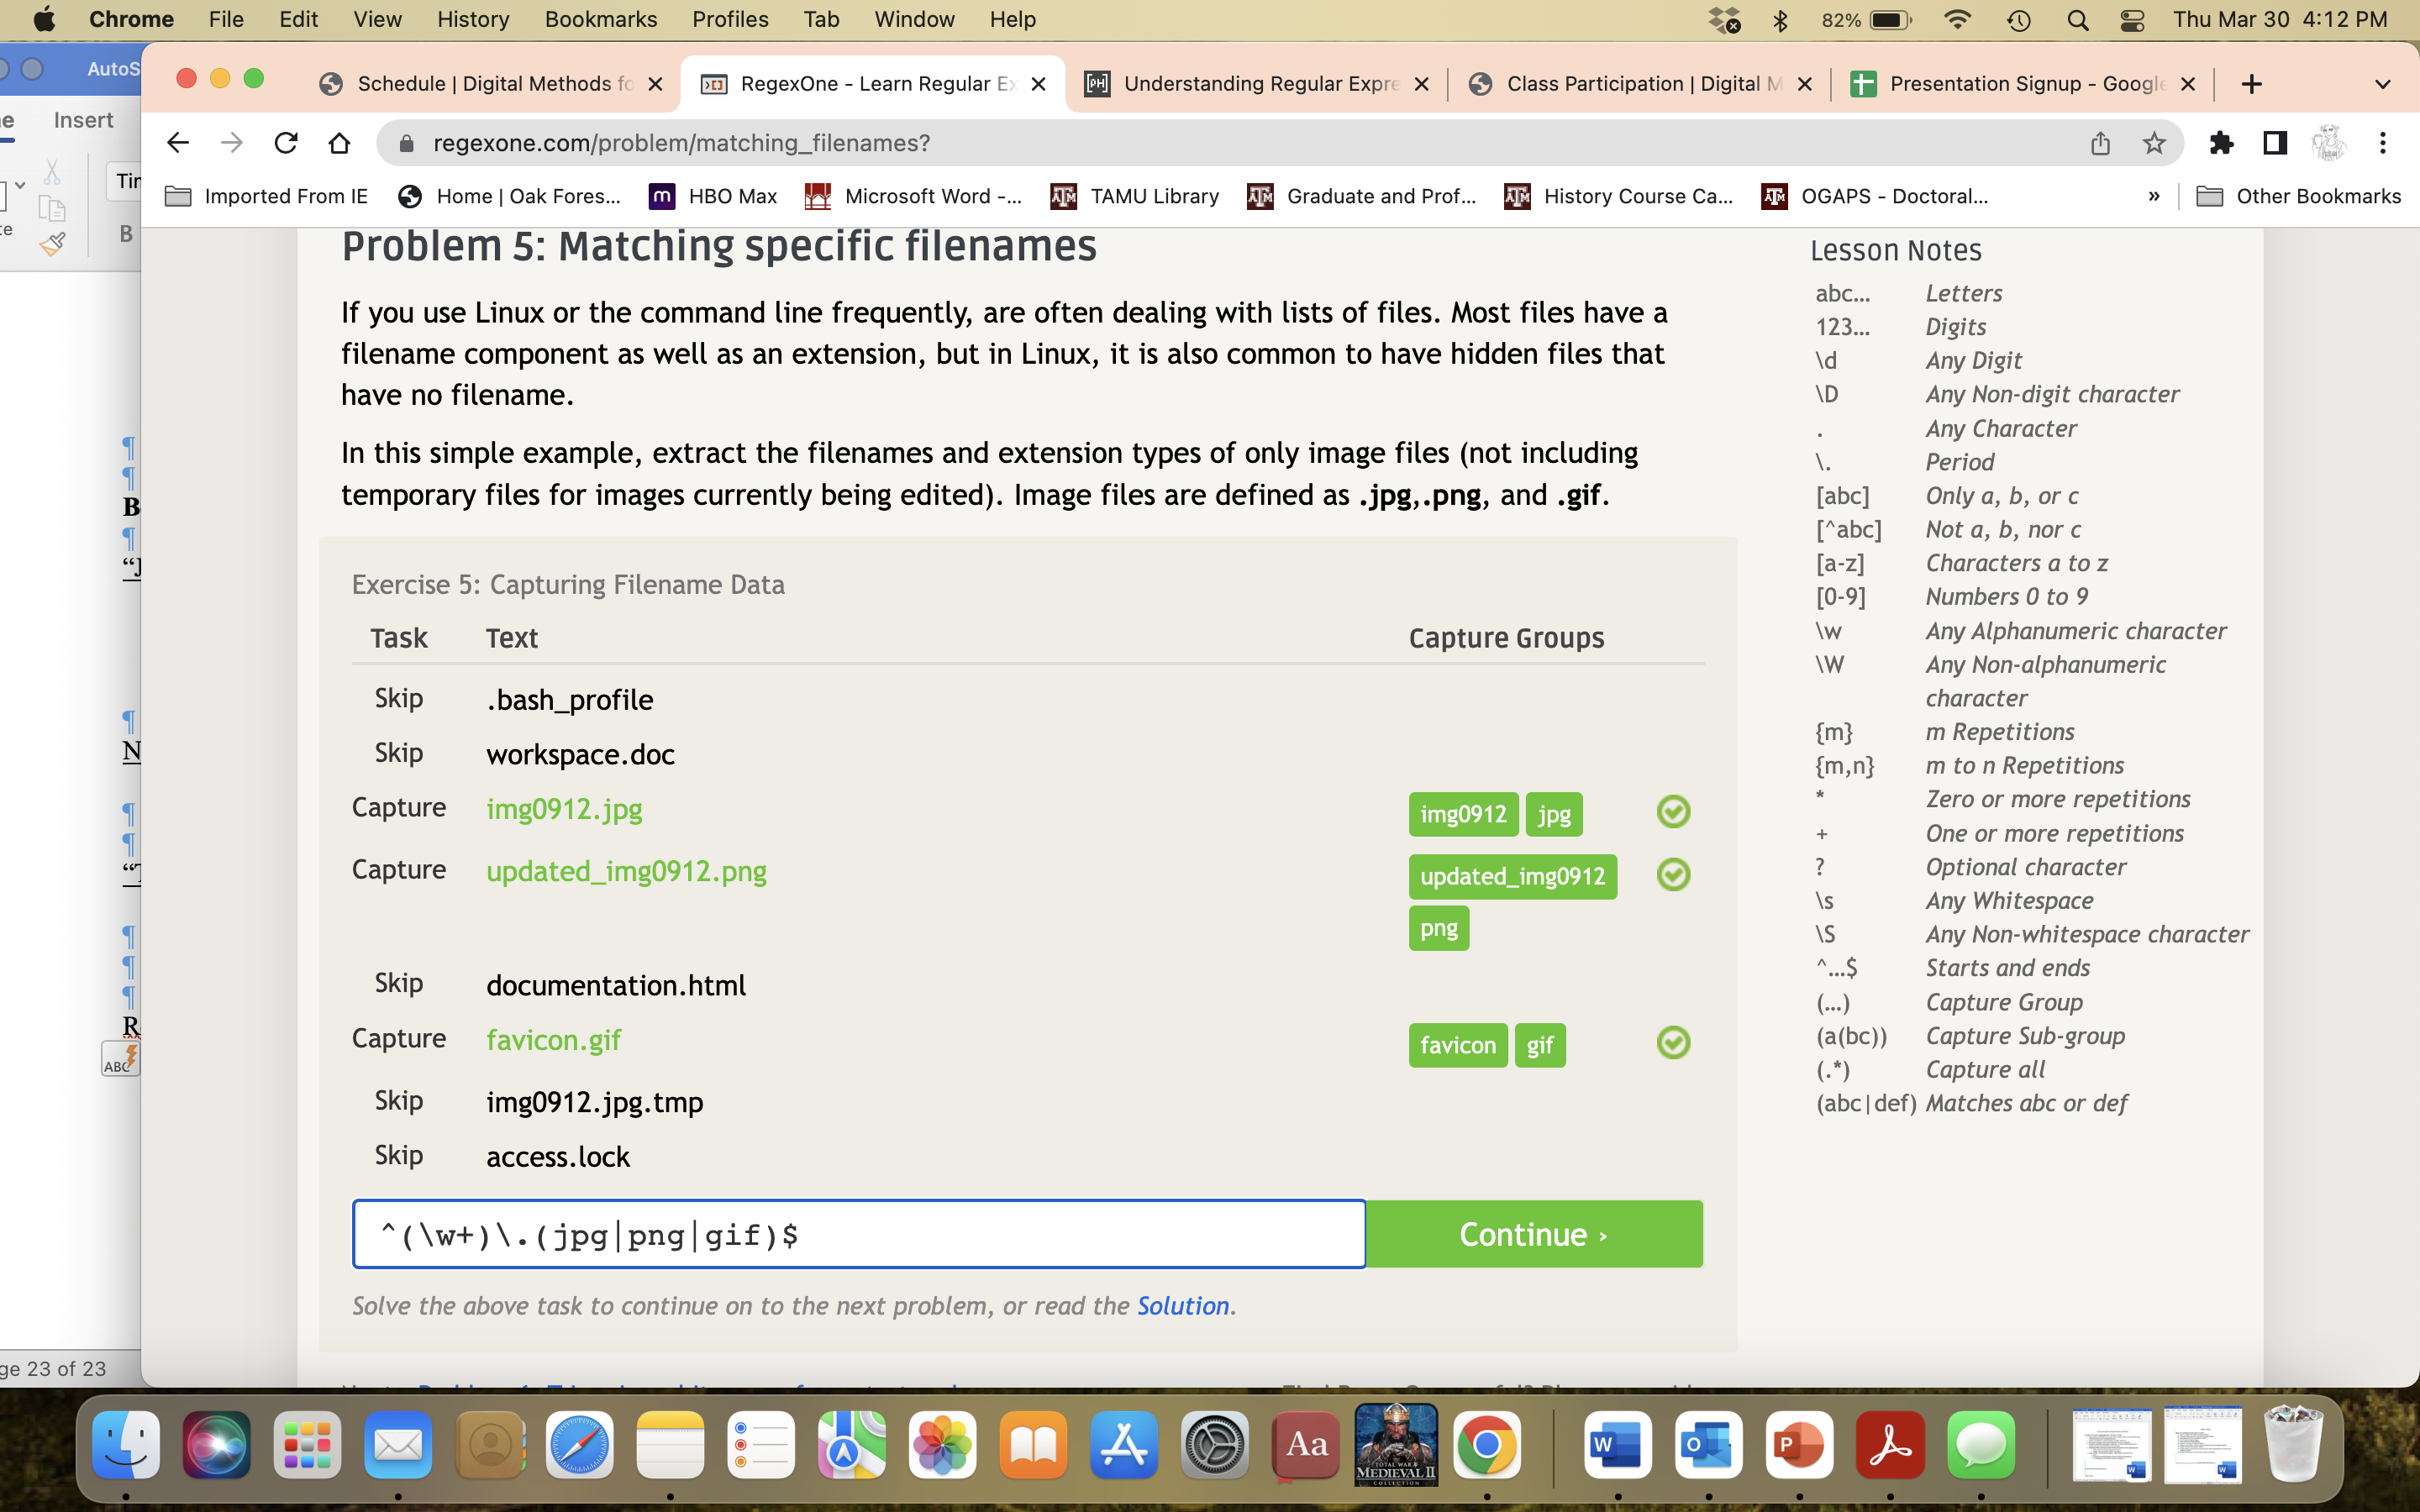 Chrome File Edit View History Bookmarks Profiles Tab Window Help 82% Thu Mar 30 4:12 PM
AutoS
Schedule | Digital Methods fo
RegexOne - Learn Regular Ex
Understanding Regular Expre
Class Participation | Digital M
Presentation Signup - Google
Insert
regexone.com/problem/matching_filenames?
Imported From IE Home | Oak Fores... HBO Max Microsoft Word -... TAMU Library Graduate and Prof... History Course Ca... OGAPS - Doctoral... » Other Bookmarks
Problem 5: Matching specific filenames
If you use Linux or the command line frequently, are often dealing with lists of files. Most files have a
filename component as well as an extension, but in Linux, it is also common to have hidden files that
have no filename.
In this simple example, extract the filenames and extension types of only image files (not including
temporary files for images currently being edited). Image files are defined as .jpg,.png, and .gif.
Exercise 5: Capturing Filename Data
Task Text Capture Groups
Skip .bash_profile
Skip workspace.doc
Capture img0912.jpg img0912 jpg
Capture updated_img0912.png updated_img0912
png
Skip documentation.html
Capture favicon.gif favicon gif
Skip img0912.jpg.tmp
Skip access.lock
^(\w+)\.(jpg|png|gif)$
Continue ›
Solve the above task to continue on to the next problem, or read the Solution.
Lesson Notes
abc... Letters
123... Digits
\d Any Digit
\D Any Non-digit character
. Any Character
\. Period
[abc] Only a, b, or c
[^abc] Not a, b, nor c
[a-z] Characters a to z
[0-9] Numbers 0 to 9
\w Any Alphanumeric character
\W Any Non-alphanumeric
character
{m} m Repetitions
{m,n} m to n Repetitions
* Zero or more repetitions
+ One or more repetitions
? Optional character
\s Any Whitespace
\S Any Non-whitespace character
^...$ Starts and ends
(...) Capture Group
(a(bc)) Capture Sub-group
(.*) Capture all
(abc|def) Matches abc or def
ge 23 of 23
ABC
Aa
TOTAL WAR
MEDIEVAL II
COLLECTION